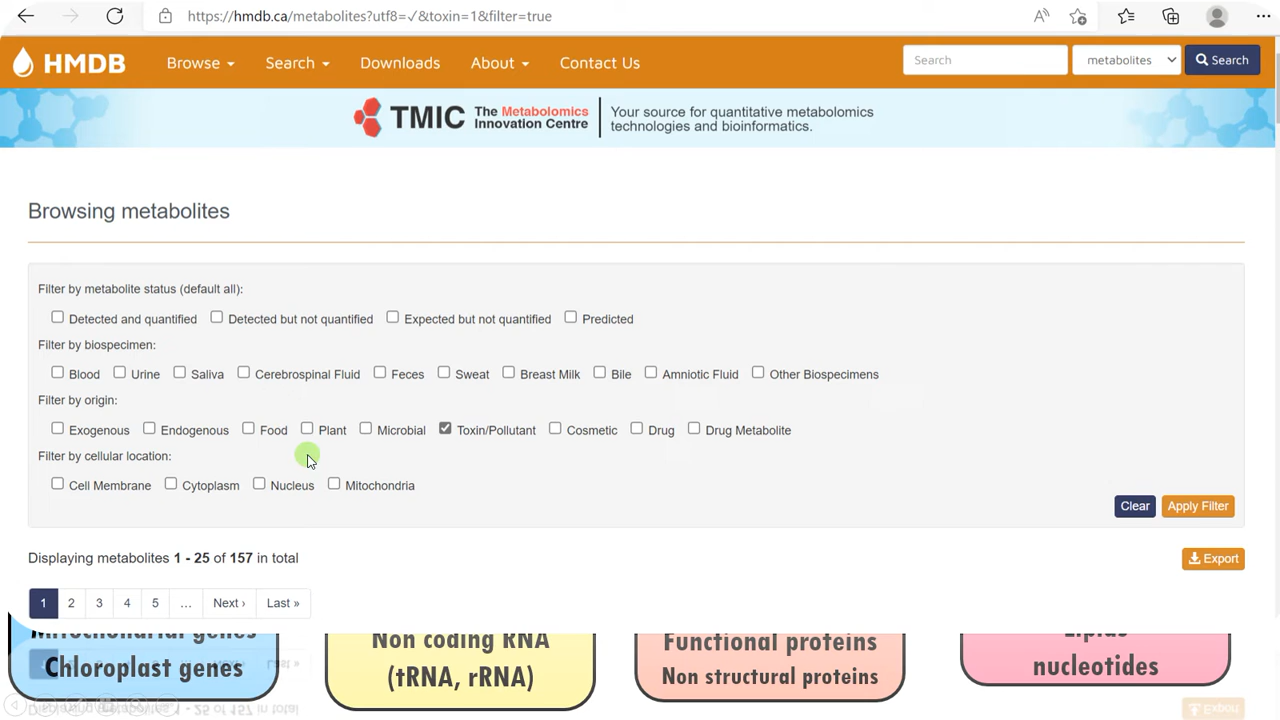 https://hmdb.ca/metabolites?utf8=✓&toxin=1&filter=true
HMDB Browse Search Downloads About Contact Us Search metabolites Search
TMIC The Metabolomics Innovation Centre
Your source for quantitative metabolomics
technologies and bioinformatics.
Browsing metabolites
Filter by metabolite status (default all):
Detected and quantified Detected but not quantified Expected but not quantified Predicted
Filter by biospecimen:
Blood Urine Saliva Cerebrospinal Fluid Feces Sweat Breast Milk Bile Amniotic Fluid Other Biospecimens
Filter by origin:
Exogenous Endogenous Food Plant Microbial Toxin/Pollutant Cosmetic Drug Drug Metabolite
Filter by cellular location:
Cell Membrane Cytoplasm Nucleus Mitochondria
Clear Apply Filter
Displaying metabolites 1 - 25 of 157 in total
Export
1 2 3 4 5 … Next › Last »
Mitochondrial genes
Chloroplast genes
Non coding RNA
(tRNA, rRNA)
Functional proteins
Non structural proteins
Lipids
nucleotides